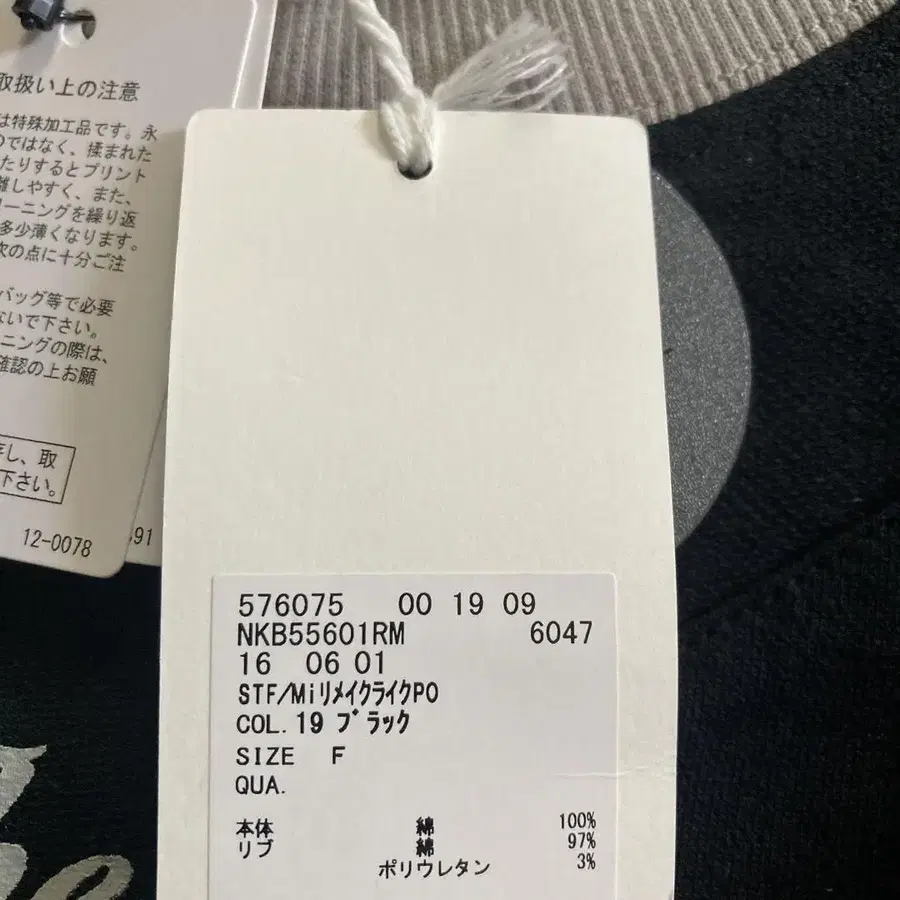 取扱い上の注意
は特殊加工品です。永
のではなく、揉まれた
たりするとプリント
離しやすく、また、
リーニングを繰り返
多少薄くなります。
次の点に十分ご注
バッグ等で必要
ないで下さい。
ニングの際は、
確認の上お願
し、取
下さい。
12-0078
91
576075 00 19 09
NKB55601RM 6047
16 06 01
STF/MiリメイクライクPO
COL.19 ブラック
SIZE F
QUA.
本体 綿 100%
リブ 綿 97%
ポリウレタン 3%